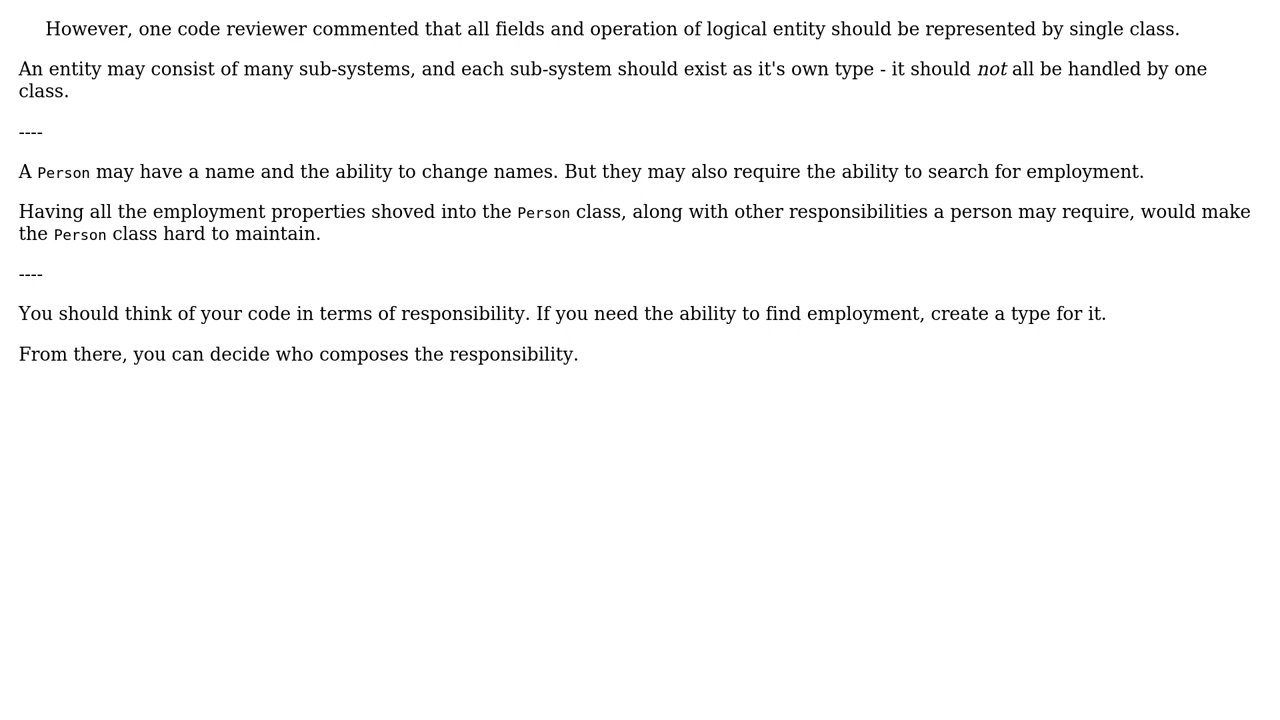 However, one code reviewer commented that all fields and operation of logical entity should be represented by single class.
An entity may consist of many sub-systems, and each sub-system should exist as it's own type - it should not all be handled by one
class.
----
A Person may have a name and the ability to change names. But they may also require the ability to search for employment.
Having all the employment properties shoved into the Person class, along with other responsibilities a person may require, would make
the Person class hard to maintain.
----
You should think of your code in terms of responsibility. If you need the ability to find employment, create a type for it.
From there, you can decide who composes the responsibility.